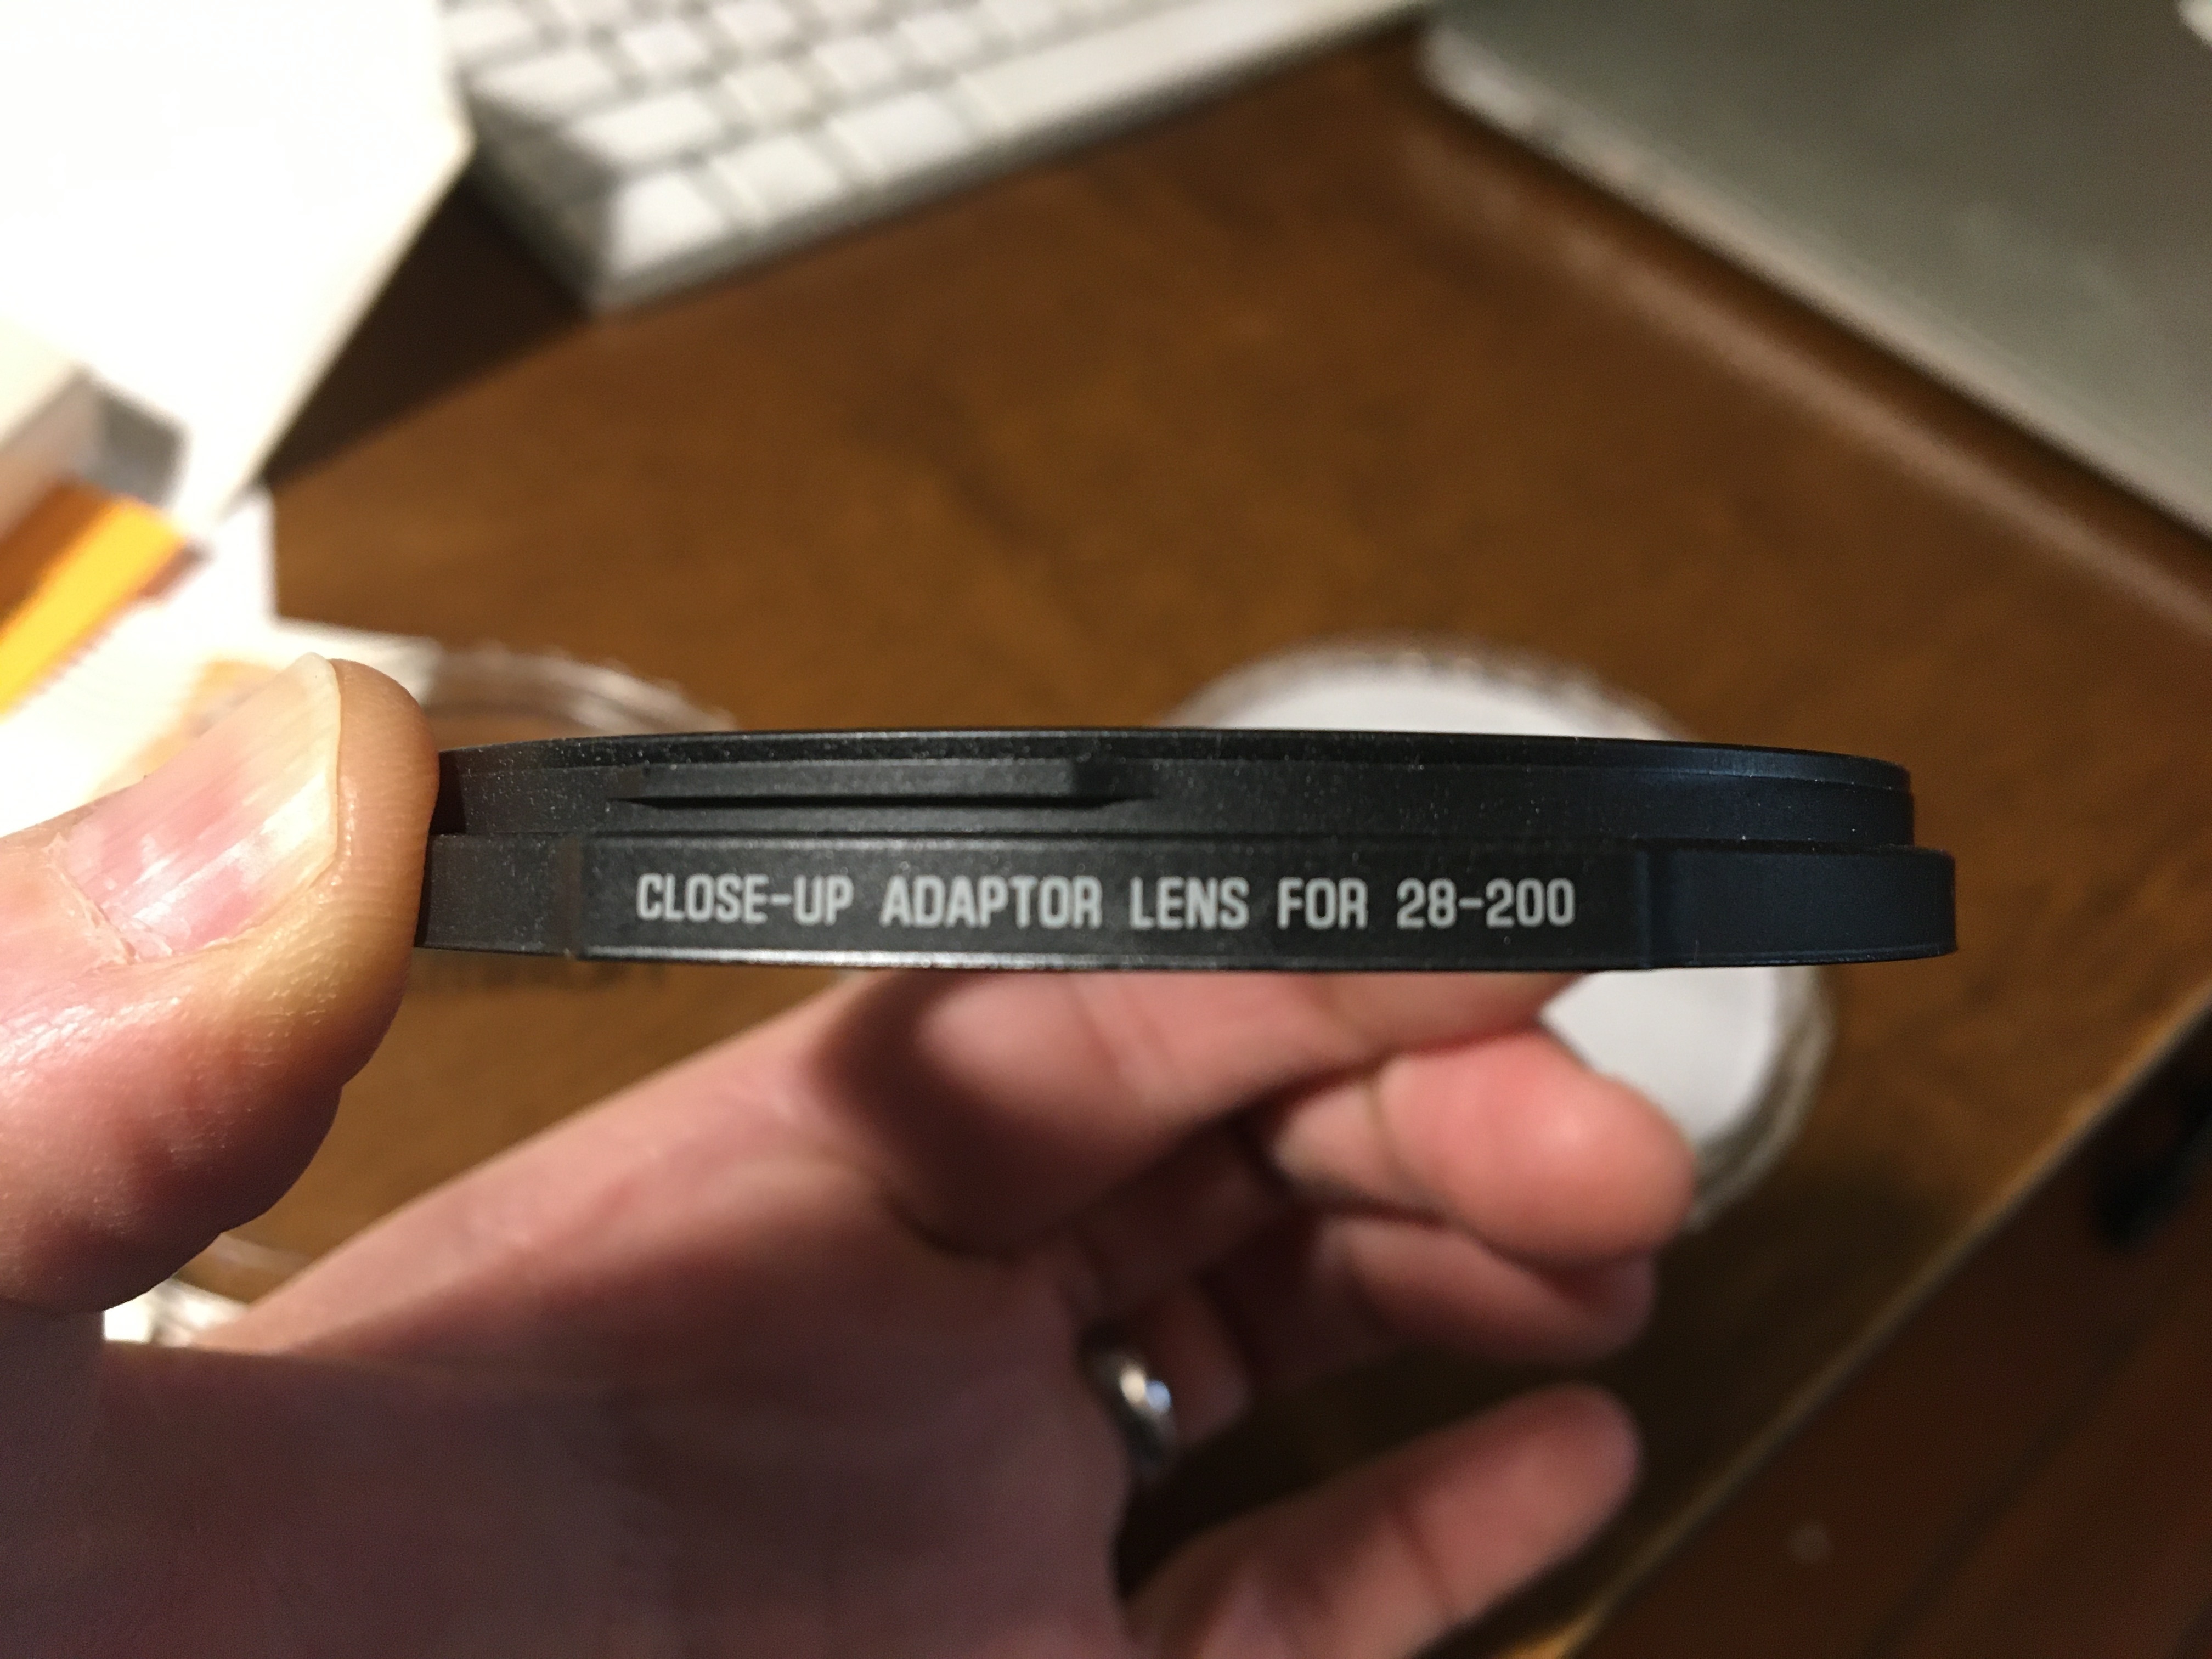 CLOSE-UP ADAPTOR LENS FOR 28-200